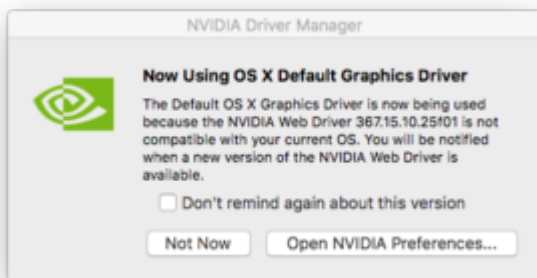 NVIDIA Driver Manager
Now Using OS X Default Graphics Driver
The Default OS X Graphics Driver is now being used
because the NVIDIA Web Driver 367.15.10.25f01 is not
compatible with your current OS. You will be notified
when a new version of the NVIDIA Web Driver is
available.
Don't remind again about this version
Not Now
Open NVIDIA Preferences...